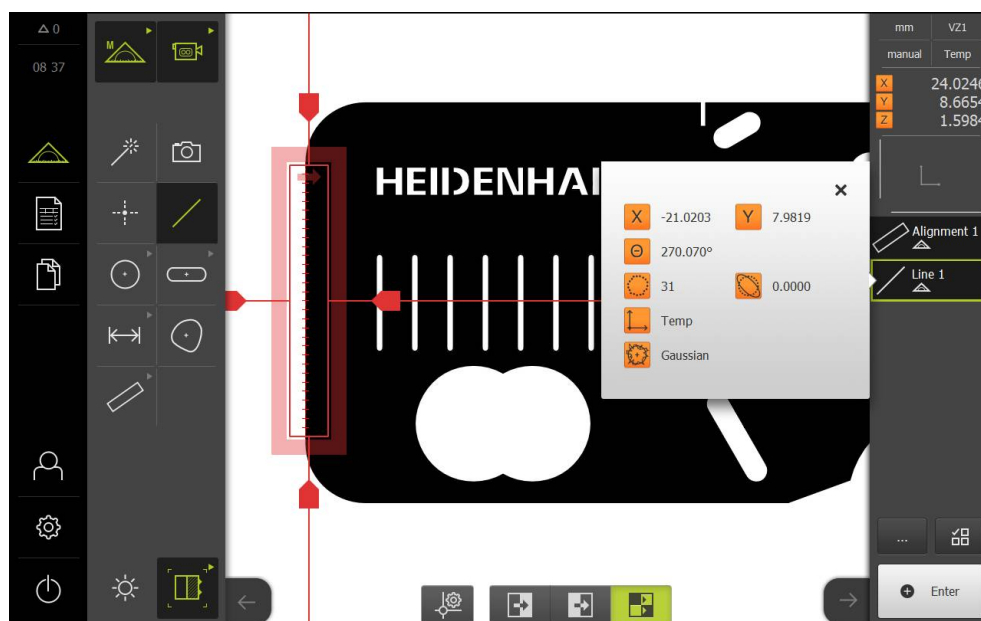 0
08 37
M
HEIDENHAI
X -21.0203 Y 7.9819
Θ 270.070°
31 0.0000
Temp
Gaussian
mm VZ1
manual Temp
X 24.0246
Y 8.6654
Z 1.5984
Alignment 1
Line 1
...
Enter